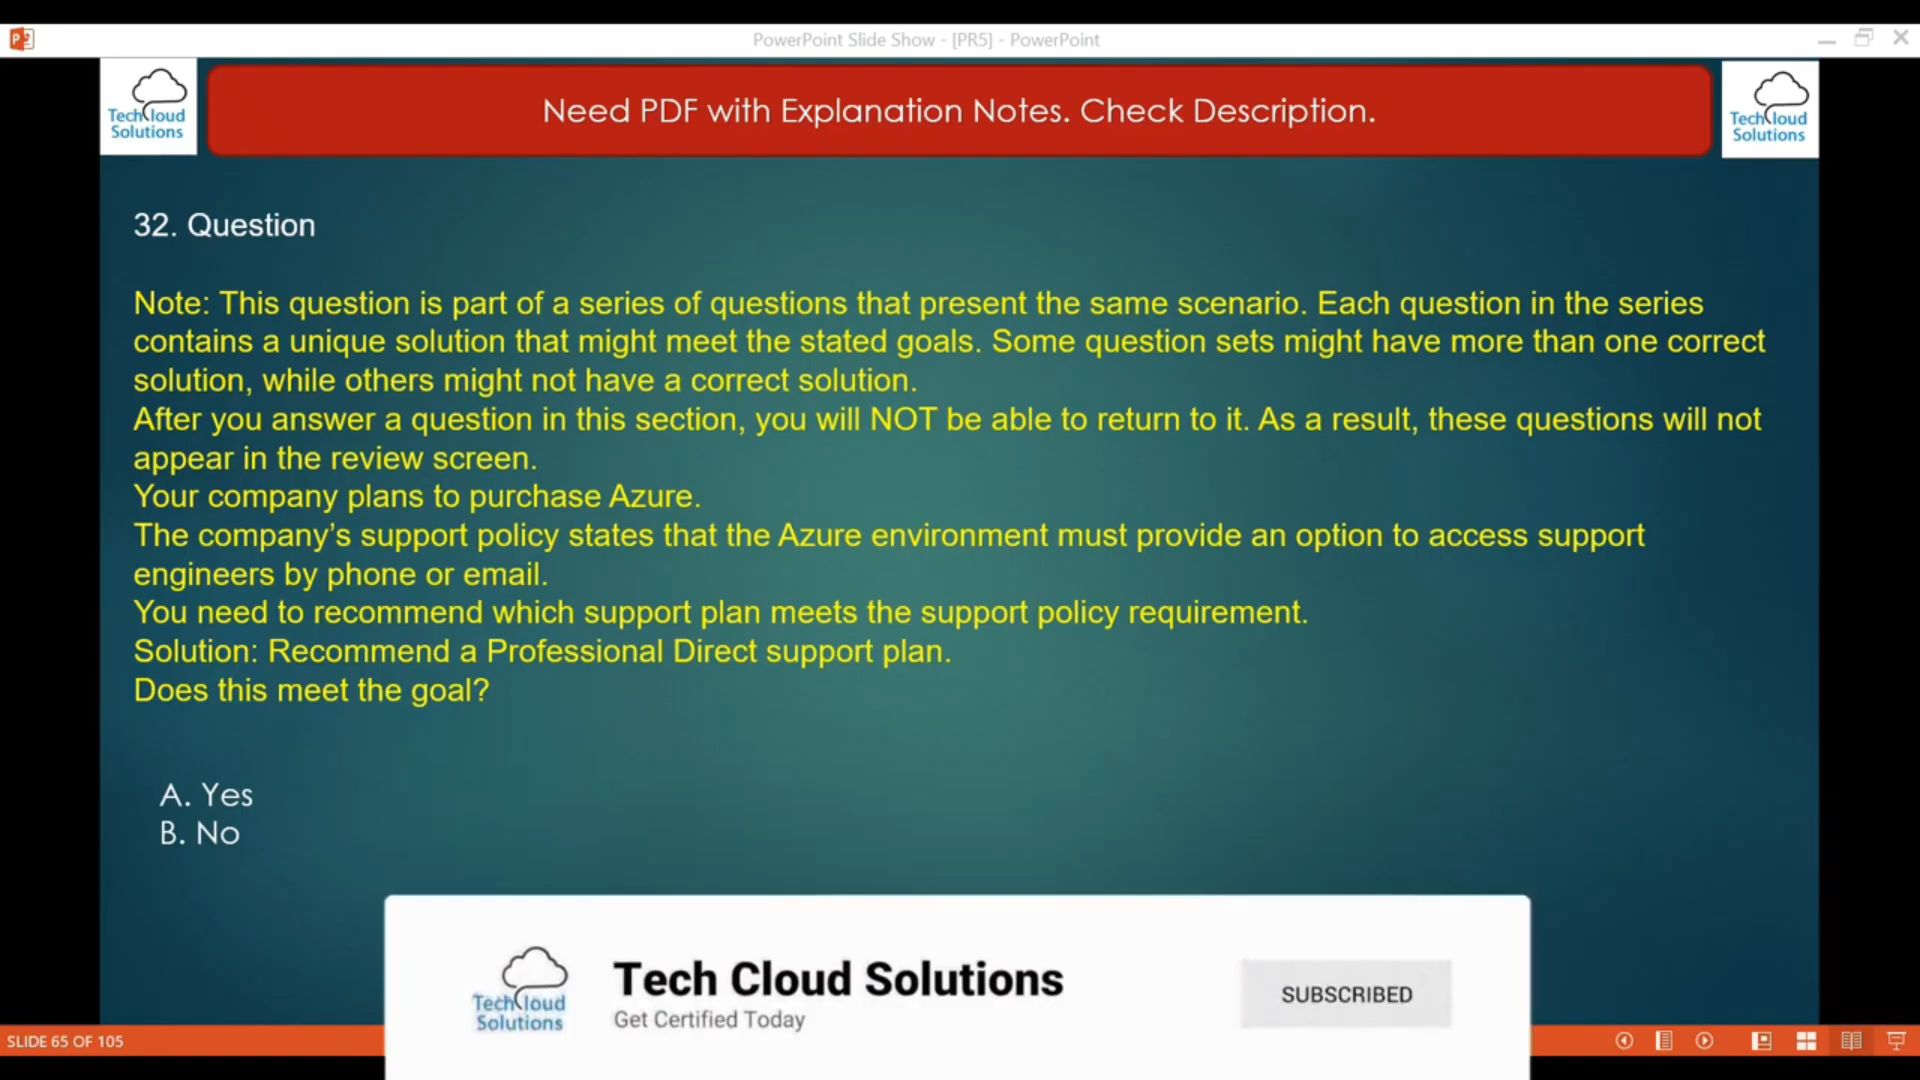 PowerPoint Slide Show - [PR5] - PowerPoint
Tech loud
Solutions
Need PDF with Explanation Notes. Check Description.
Tech loud
Solutions
32. Question
Note: This question is part of a series of questions that present the same scenario. Each question in the series
contains a unique solution that might meet the stated goals. Some question sets might have more than one correct
solution, while others might not have a correct solution.
After you answer a question in this section, you will NOT be able to return to it. As a result, these questions will not
appear in the review screen.
Your company plans to purchase Azure.
The company’s support policy states that the Azure environment must provide an option to access support
engineers by phone or email.
You need to recommend which support plan meets the support policy requirement.
Solution: Recommend a Professional Direct support plan.
Does this meet the goal?
A. Yes
B. No
Tech loud
Solutions
Tech Cloud Solutions
Get Certified Today
SUBSCRIBED
SLIDE 65 OF 105